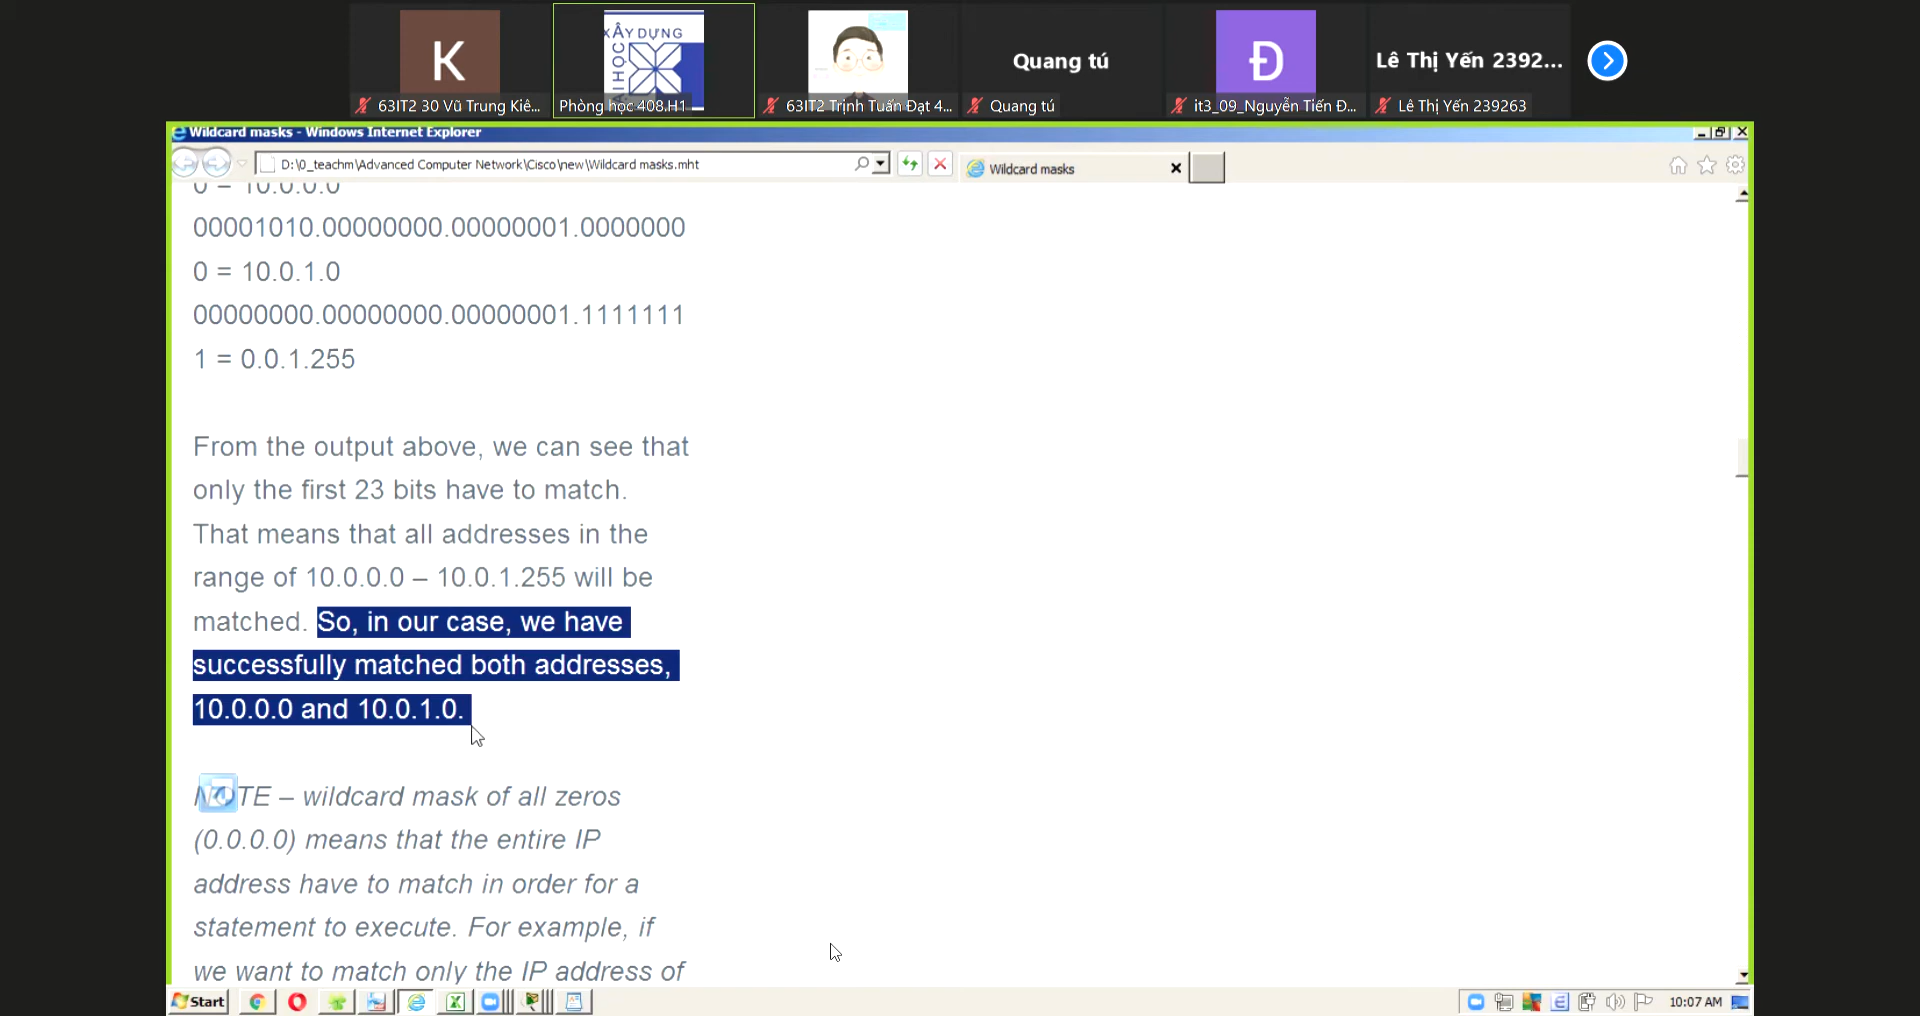 K
63IT2 30 Vũ Trung Kiê...
XÂY DỰNG
Phòng học 408.H1
63IT2 Trịnh Tuấn Đạt 4...
Quang tú
Quang tú
Đ
it3_09_Nguyễn Tiến Đ...
Lê Thị Yến 2392...
Lê Thị Yến 239263
Wildcard masks - Windows Internet Explorer
D:\0_teachm\Advanced Computer Network\Cisco\new\Wildcard masks.mht
Wildcard masks
0 = 10.0.0.0
00001010.00000000.00000001.0000000
0 = 10.0.1.0
00000000.00000000.00000001.1111111
1 = 0.0.1.255
From the output above, we can see that
only the first 23 bits have to match.
That means that all addresses in the
range of 10.0.0.0 – 10.0.1.255 will be
matched. So, in our case, we have
successfully matched both addresses,
10.0.0.0 and 10.0.1.0.
NOTE – wildcard mask of all zeros
(0.0.0.0) means that the entire IP
address have to match in order for a
statement to execute. For example, if
we want to match only the IP address of
Start
10:07 AM